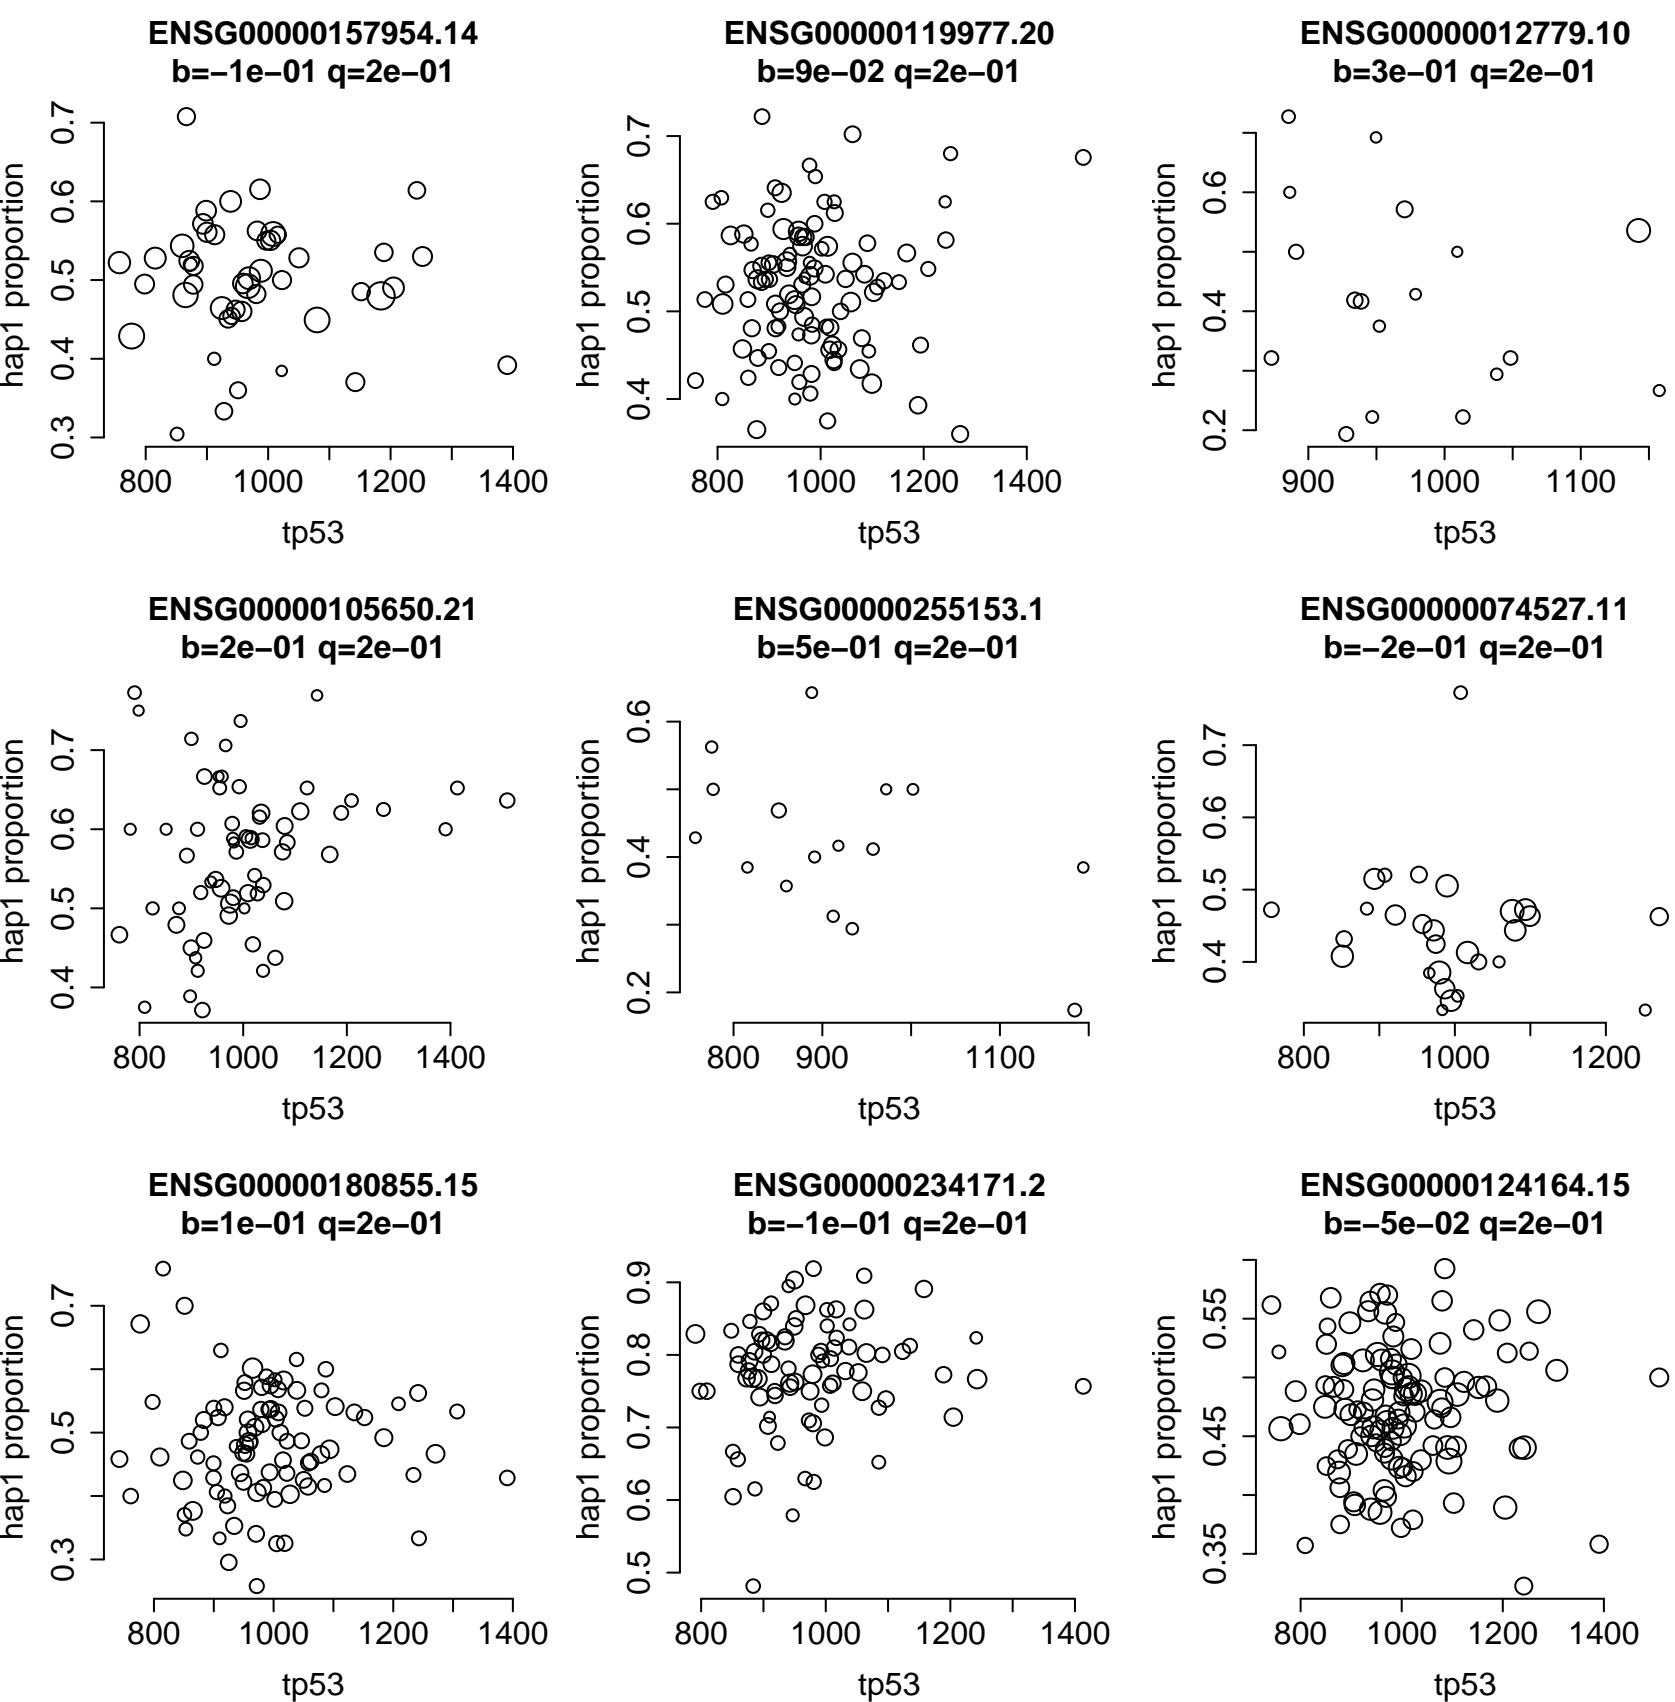 ENSG00000157954.14
b=−1e−01 q=2e−01
hap1 proportion
0.7
0.6
0.5
0.4
0.3
800 1000 1200 1400
tp53
ENSG00000119977.20
b=9e−02 q=2e−01
hap1 proportion
0.7
0.6
0.5
0.4
800 1000 1200 1400
tp53
ENSG00000012779.10
b=3e−01 q=2e−01
hap1 proportion
0.6
0.4
0.2
900 1000 1100
tp53
ENSG00000105650.21
b=2e−01 q=2e−01
hap1 proportion
0.7
0.6
0.5
0.4
800 1000 1200 1400
tp53
ENSG00000255153.1
b=5e−01 q=2e−01
hap1 proportion
0.6
0.4
0.2
800 900 1100
tp53
ENSG00000074527.11
b=−2e−01 q=2e−01
hap1 proportion
0.7
0.6
0.5
0.4
800 1000 1200
tp53
ENSG00000180855.15
b=1e−01 q=2e−01
hap1 proportion
0.7
0.5
0.3
800 1000 1200 1400
tp53
ENSG00000234171.2
b=−1e−01 q=2e−01
hap1 proportion
0.9
0.8
0.7
0.6
0.5
800 1000 1200 1400
tp53
ENSG00000124164.15
b=−5e−02 q=2e−01
hap1 proportion
0.55
0.45
0.35
800 1000 1200 1400
tp53